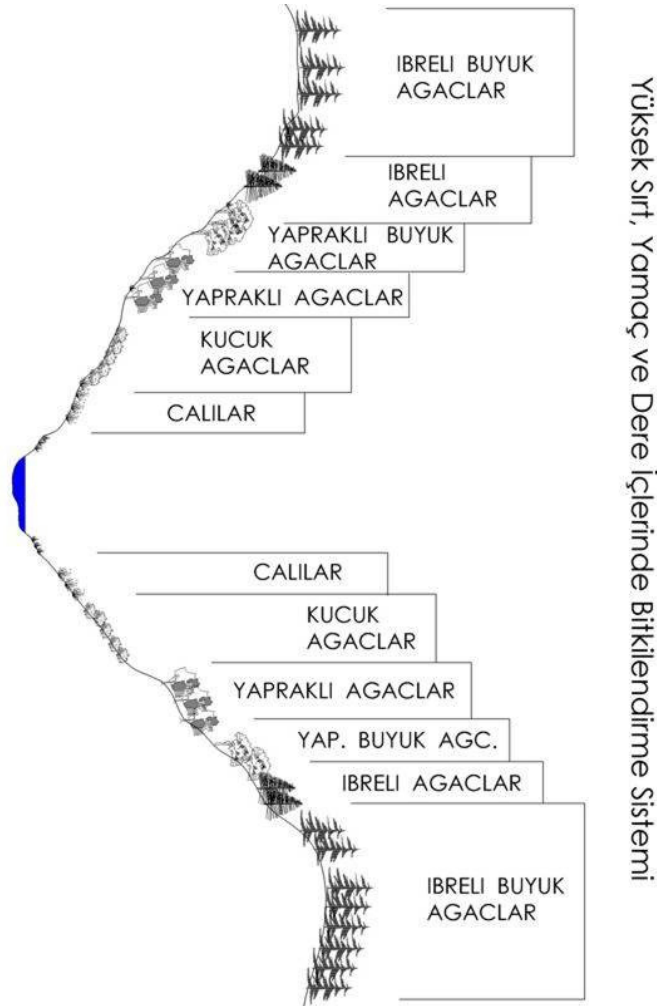 Yüksek Sırt, Yamaç ve Dere İçlerinde Bitkilendirme Sistemi
IBRELI BUYUK
AGACLAR
IBRELI
AGACLAR
YAPRAKLI BUYUK
AGACLAR
YAPRAKLI AGACLAR
KUCUK
AGACLAR
CALILAR
CALILAR
KUCUK
AGACLAR
YAPRAKLI AGACLAR
YAP. BUYUK AGC.
IBRELI AGACLAR
IBRELI BUYUK
AGACLAR